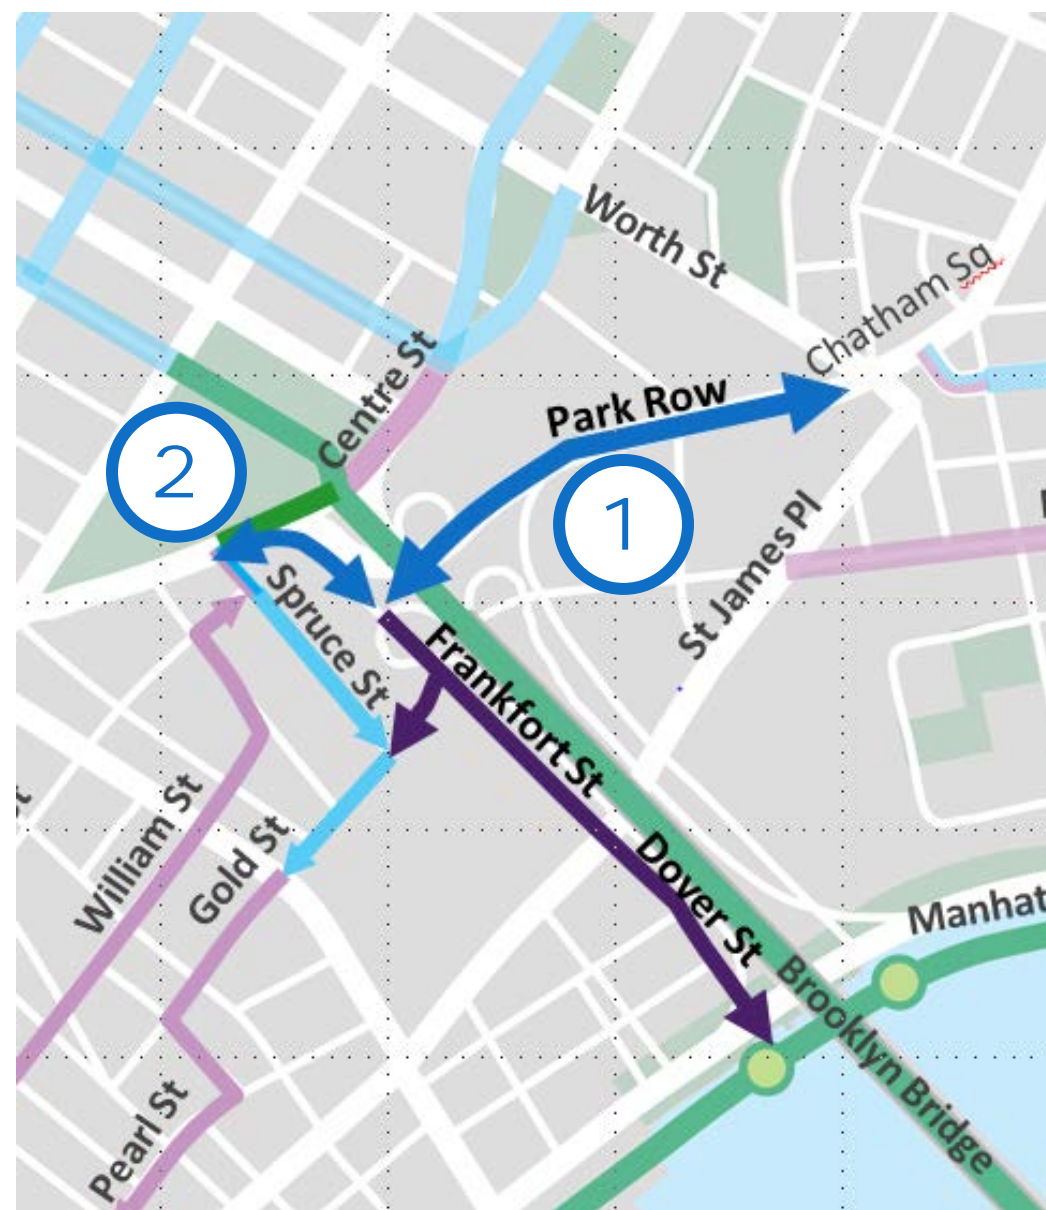 Worth St
Chatham Sq
Centre St
Park Row
2
1
St James Pl
Spruce St
Frankfort St
William St
Gold St
Dover St
Manhat
Brooklyn Bridge
Pearl St